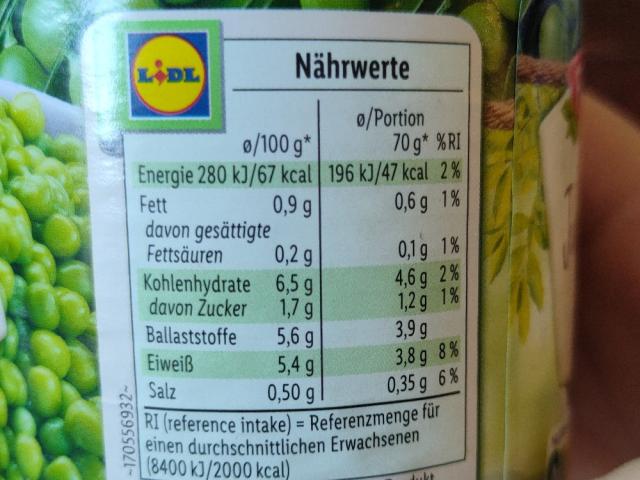 LIDL
Nährwerte
ø/Portion
ø/100 g* 70 g* %RI
Energie 280 kJ/67 kcal 196 kJ/47 kcal 2 %
Fett 0,9 g 0,6 g 1 %
davon gesättigte
Fettsäuren 0,2 g 0,1 g 1 %
Kohlenhydrate 6,5 g 4,6 g 2 %
davon Zucker 1,7 g 1,2 g 1 %
Ballaststoffe 5,6 g 3,9 g
Eiweiß 5,4 g 3,8 g 8 %
Salz 0,50 g 0,35 g 6 %
RI (reference intake) = Referenzmenge für
einen durchschnittlichen Erwachsenen
(8400 kJ/2000 kcal)
~170556932~